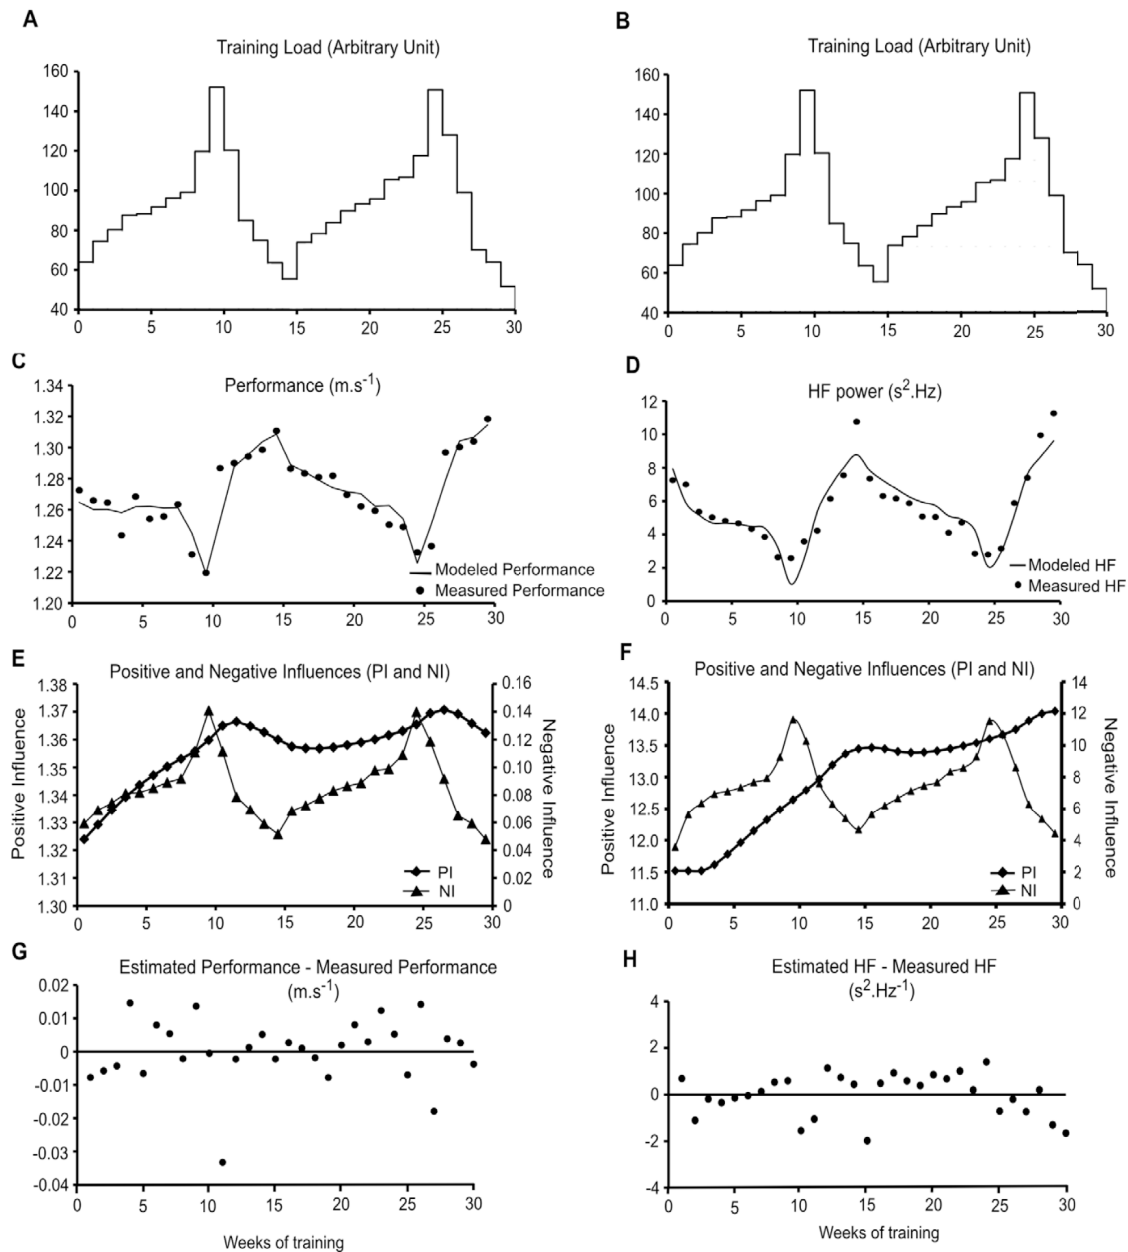 A
Training Load (Arbitrary Unit)
160
140
120
100
80
60
40
0 5 10 15 20 25 30
B
Training Load (Arbitrary Unit)
160
140
120
100
80
60
40
0 5 10 15 20 25 30
C
Performance (m.s-1)
1.34
1.32
1.30
1.28
1.26
1.24
1.22
1.20
0 5 10 15 20 25 30
Modeled Performance
Measured Performance
D
HF power (s2.Hz)
12
10
8
6
4
2
0
0 5 10 15 20 25 30
Modeled HF
Measured HF
E
Positive and Negative Influences (PI and NI)
Positive Influence
1.38
1.37
1.36
1.35
1.34
1.33
1.32
1.31
1.30
0 5 10 15 20 25 30
0.16
0.14
0.12
0.10
0.08
0.06
0.04
0.02
0
Negative Influence
PI
NI
F
Positive and Negative Influences (PI and NI)
Positive Influence
14.5
14.0
13.5
13.0
12.5
12.0
11.5
11.0
0 5 10 15 20 25 30
14
12
10
8
6
4
2
0
Negative Influence
PI
NI
G
Estimated Performance - Measured Performance
(m.s-1)
0.02
0.01
0
-0.01
-0.02
-0.03
-0.04
0 5 10 15 20 25 30
Weeks of training
H
Estimated HF - Measured HF
(s2.Hz-1)
4
2
0
-2
-4
0 5 10 15 20 25 30
Weeks of training